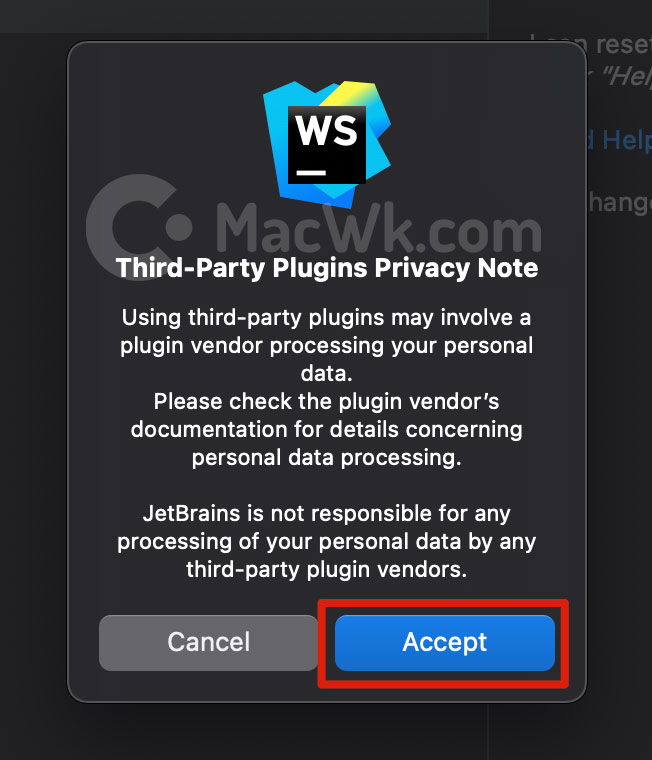 I can reset
"Help
d Help
hange
WS
MacWk.com
Third-Party Plugins Privacy Note
Using third-party plugins may involve a
plugin vendor processing your personal
data.
Please check the plugin vendor's
documentation for details concerning
personal data processing.
JetBrains is not responsible for any
processing of your personal data by any
third-party plugin vendors.
Cancel
Accept